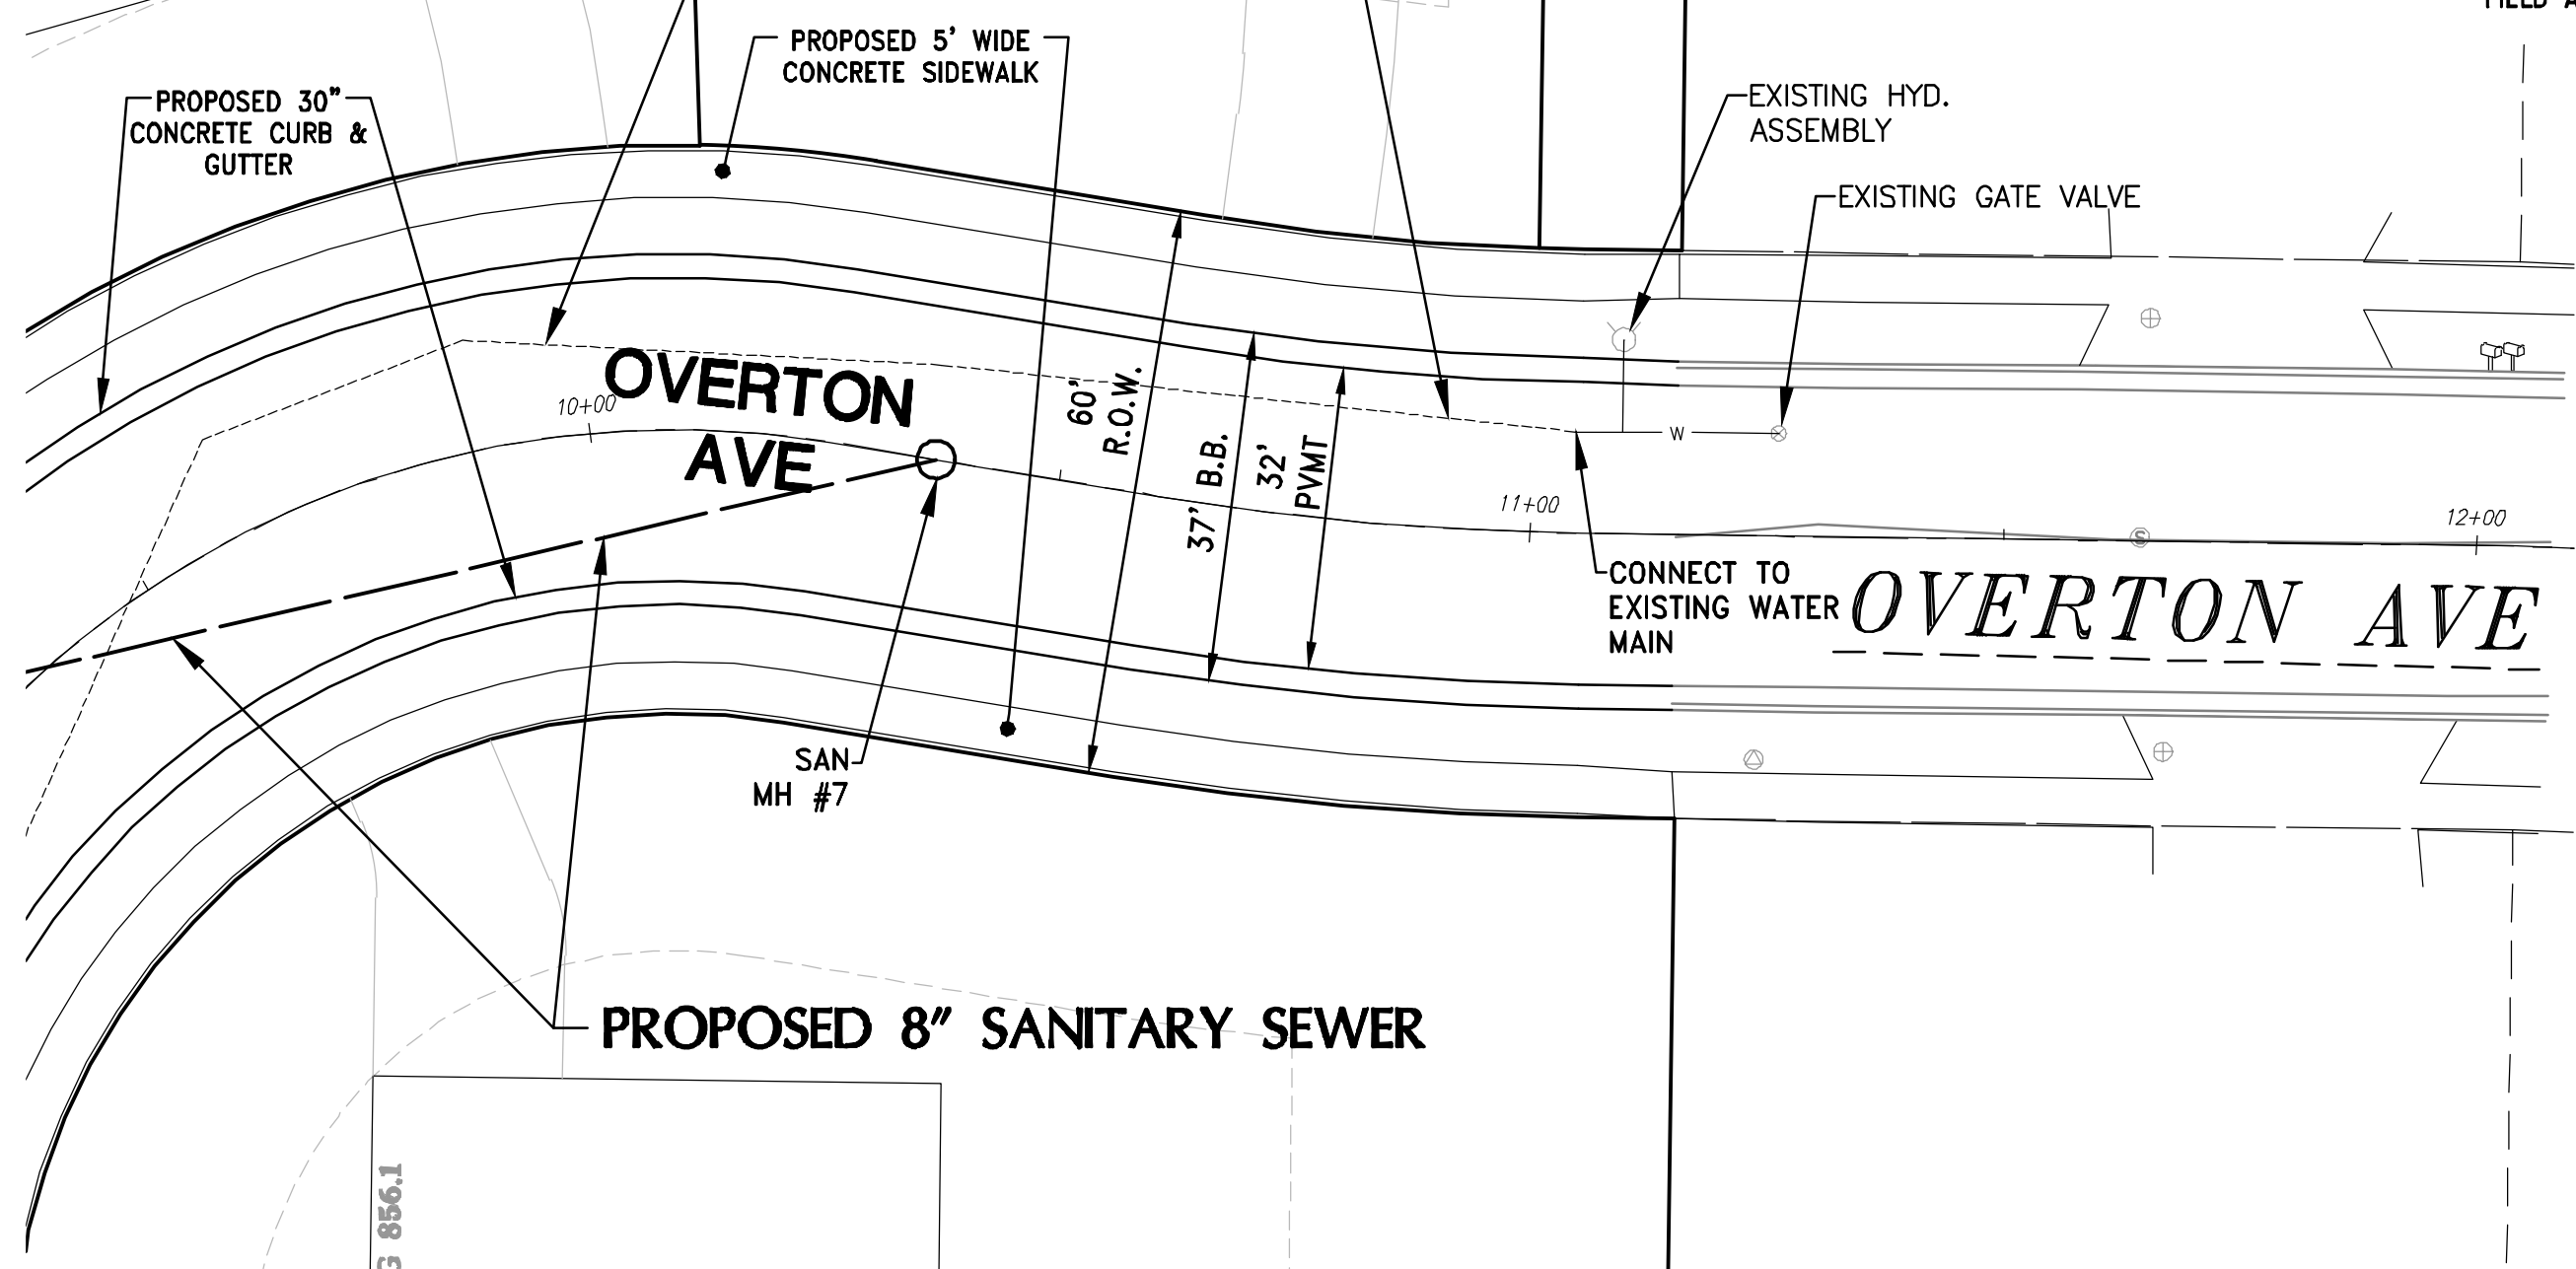 PROPOSED 5' WIDE
CONCRETE SIDEWALK
PROPOSED 30"
CONCRETE CURB &
GUTTER
EXISTING HYD.
ASSEMBLY
EXISTING GATE VALVE
OVERTON
AVE
10+00
60'
R.O.W.
37' B.B.
32'
PVMT
W
11+00
S
12+00
CONNECT TO
EXISTING WATER
MAIN
OVERTON AVE
SAN
MH #7
PROPOSED 8" SANITARY SEWER
856.1